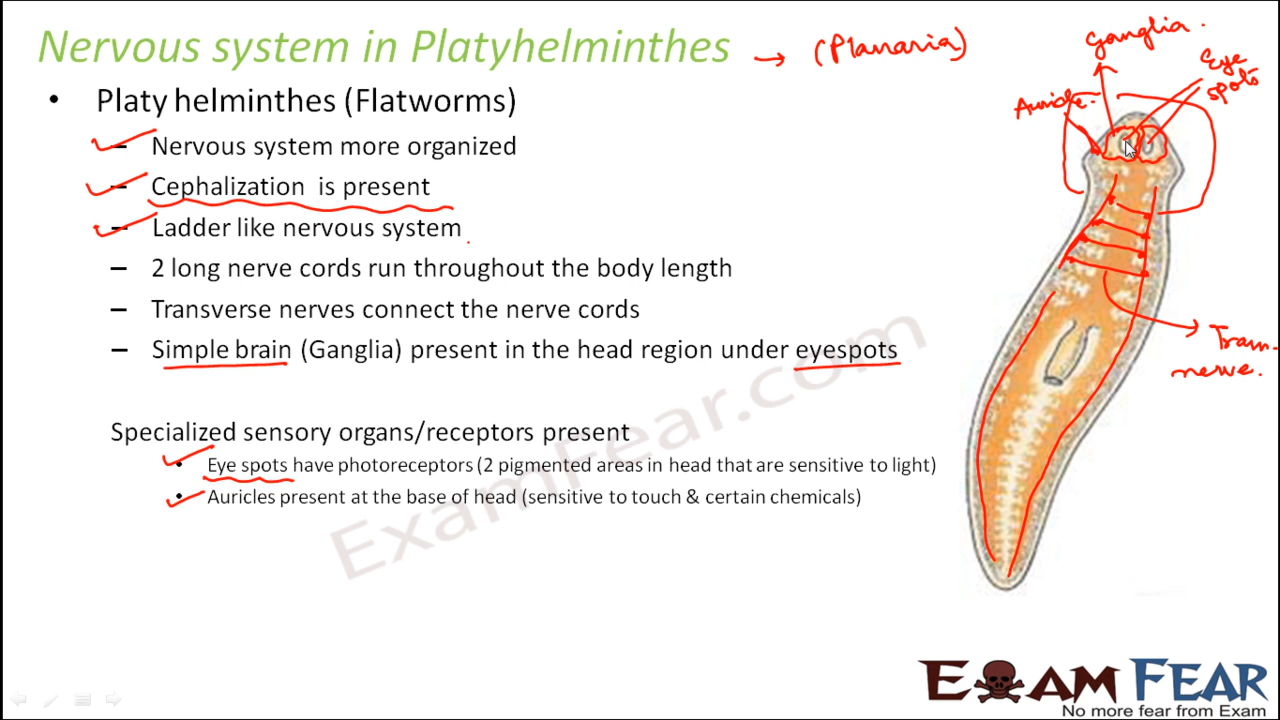 Nervous system in Platyhelminthes → (Planaria)
• Platy helminthes (Flatworms)
– Nervous system more organized
– Cephalization is present
– Ladder like nervous system
– 2 long nerve cords run throughout the body length
– Transverse nerves connect the nerve cords
– Simple brain (Ganglia) present in the head region under eyespots
Specialized sensory organs/receptors present
• Eye spots have photoreceptors (2 pigmented areas in head that are sensitive to light)
• Auricles present at the base of head (sensitive to touch & certain chemicals)
Ganglia
Eye
spots
Auricle
Tran-
nerve.
ExamFear.com
EXAM FEAR
No more fear from Exam